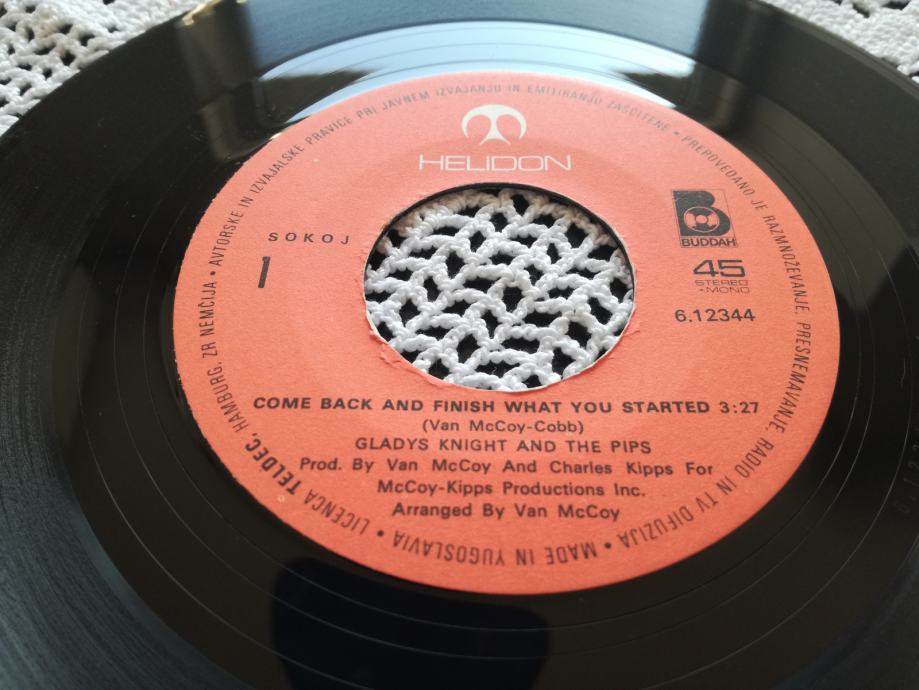 HELIDON
SOKOJ
1
B
BUDDAH
45
STEREO
+MONO
6.12344
COME BACK AND FINISH WHAT YOU STARTED 3:27
(Van McCoy-Cobb)
GLADYS KNIGHT AND THE PIPS
Prod. By Van McCoy And Charles Kipps For
McCoy-Kipps Productions Inc.
Arranged By Van McCoy
• AVTORSKE IN IZVAJALSKE PRAVICE PRI JAVNEM IZVAJANJU IN EMITIRANJU ZAŠČITENE • PREPOVEDANO JE RAZMNOŽEVANJE, PRESNEMAVANJE, RADIO IN TV DIFUZIJA • MADE IN YUGOSLAVIA • LICENCA TELDEC, HAMBURG, ZR NEMČIJA